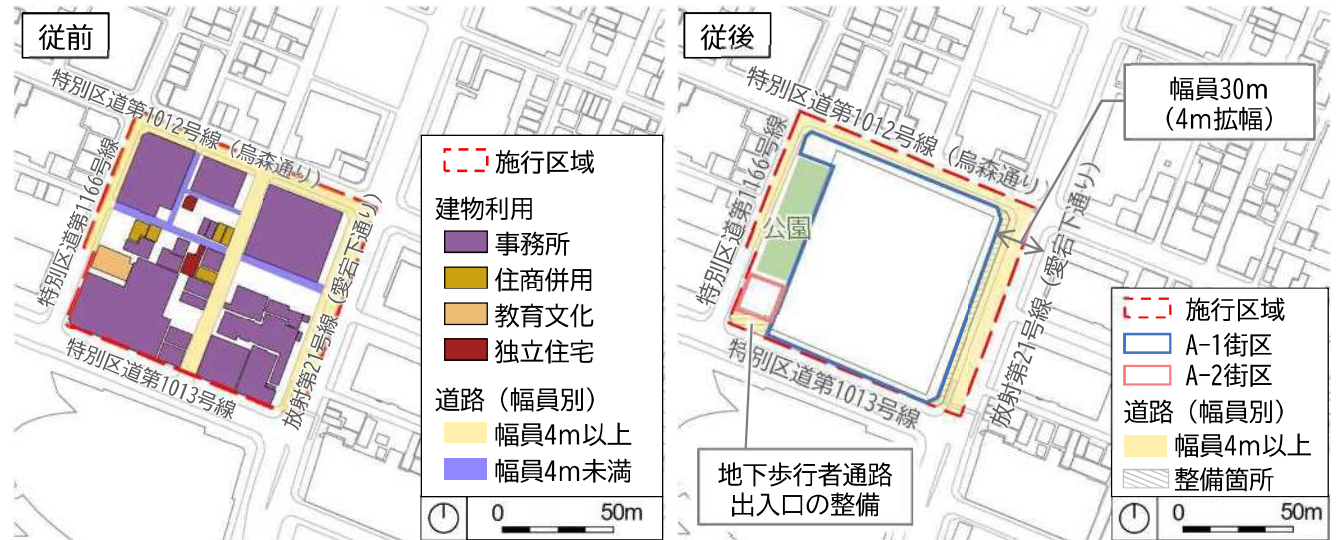 従前
特別区道第1012号線（烏森通り）
特別区道第1166号線
特別区道第1013号線
放射第21号線（愛宕下通り）
施行区域
建物利用
事務所
住商併用
教育文化
独立住宅
道路（幅員別）
幅員4m以上
幅員4m未満
0 50m
従後
特別区道第1012号線（烏森通り）
特別区道第1166号線
公園
特別区道第1013号線
放射第21号線（愛宕下通り）
幅員30m
（4m拡幅）
地下歩行者通路
出入口の整備
施行区域
A-1街区
A-2街区
道路（幅員別）
幅員4m以上
整備箇所
0 50m